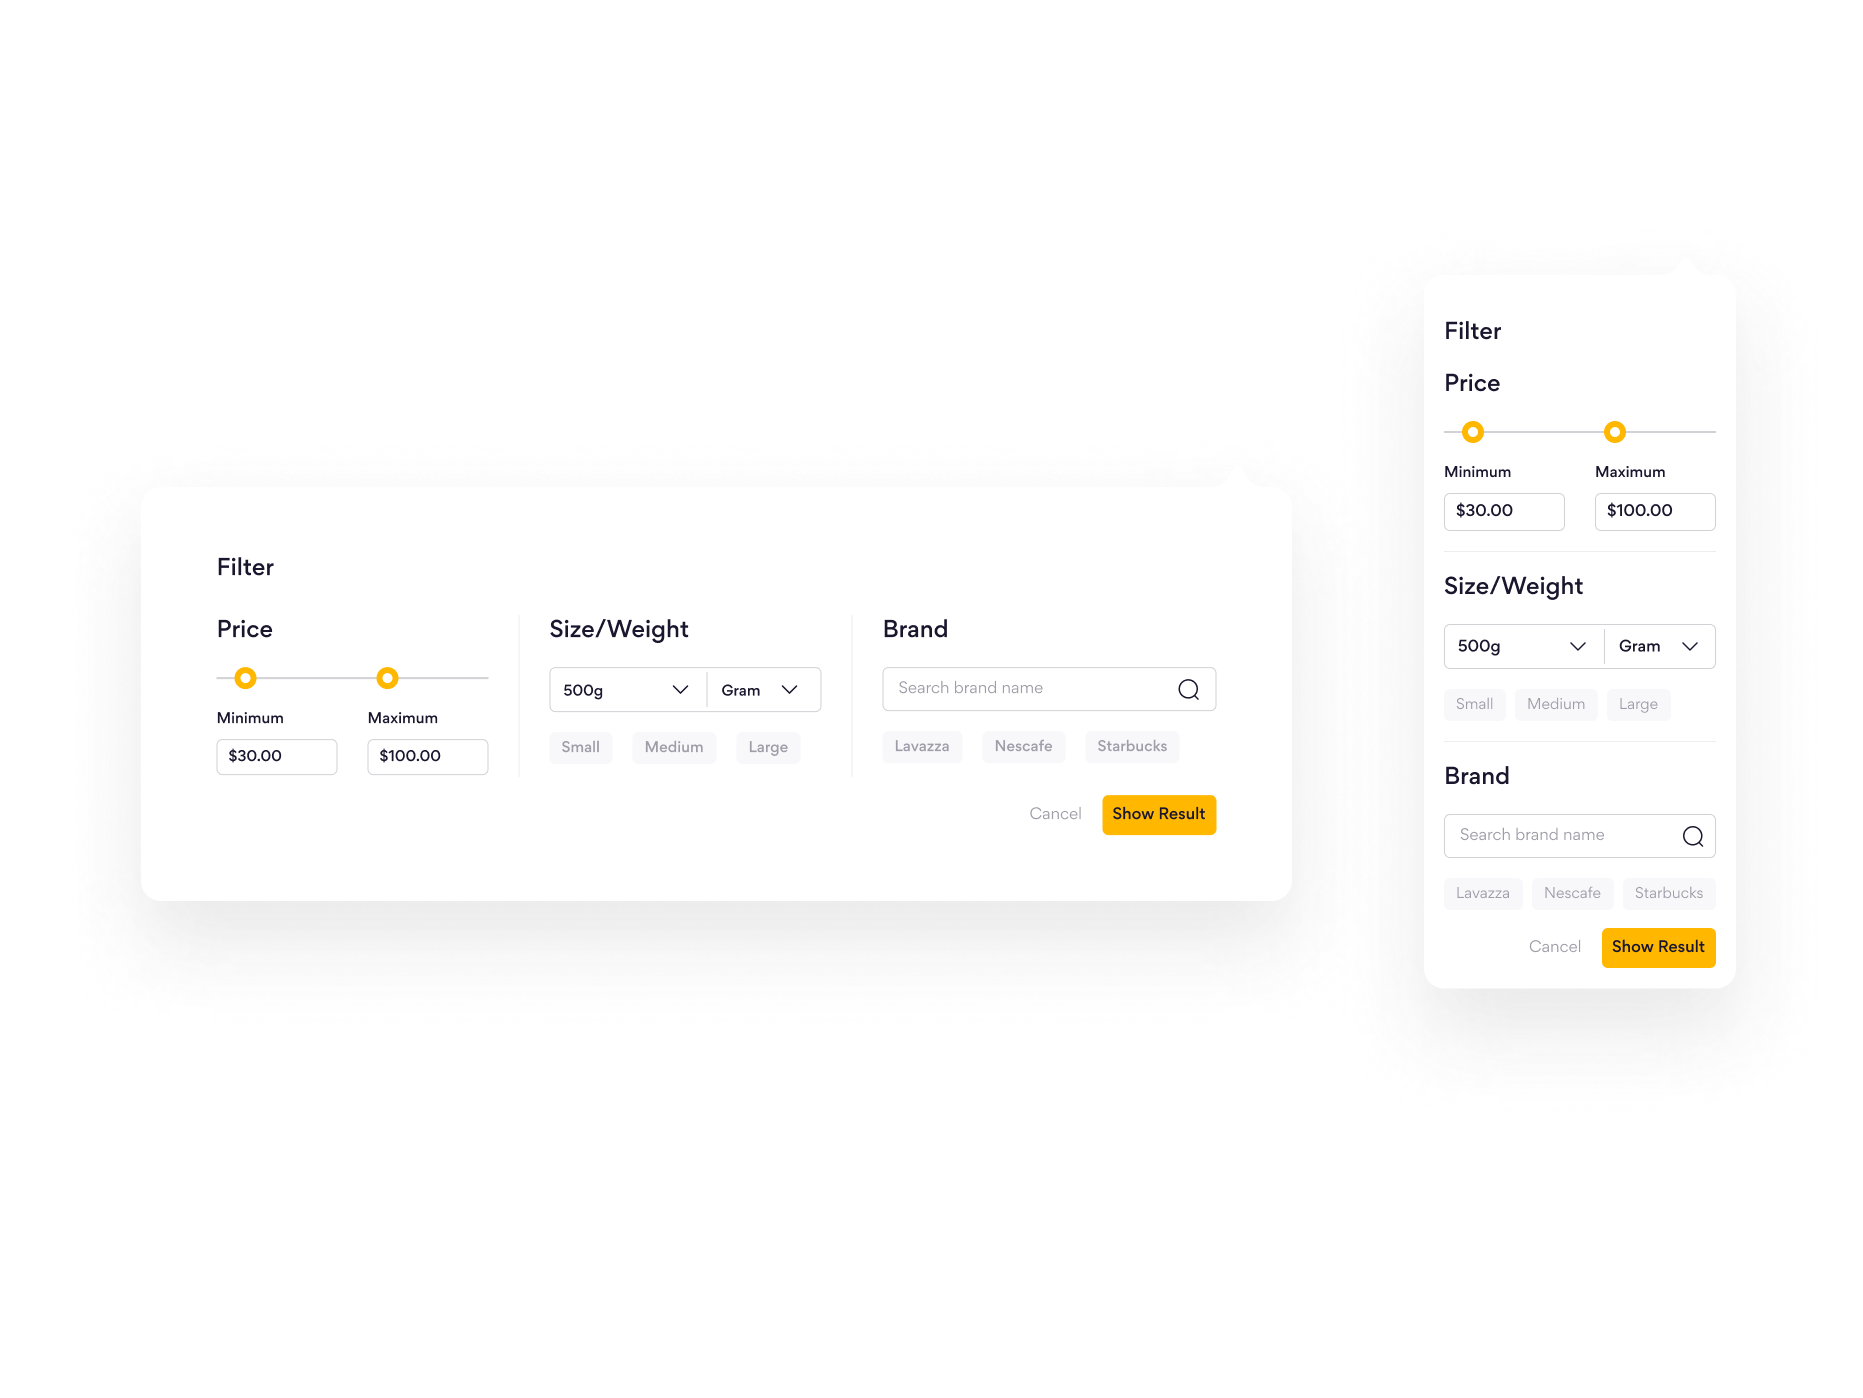 Filter
Price
Minimum
Maximum
$30.00
$100.00
Size/Weight
500g
Gram
Small
Medium
Large
Brand
Search brand name
Lavazza
Nescafe
Starbucks
Cancel
Show Result
Filter
Price
Minimum
Maximum
$30.00
$100.00
Size/Weight
500g
Gram
Small
Medium
Large
Brand
Search brand name
Lavazza
Nescafe
Starbucks
Cancel
Show Result